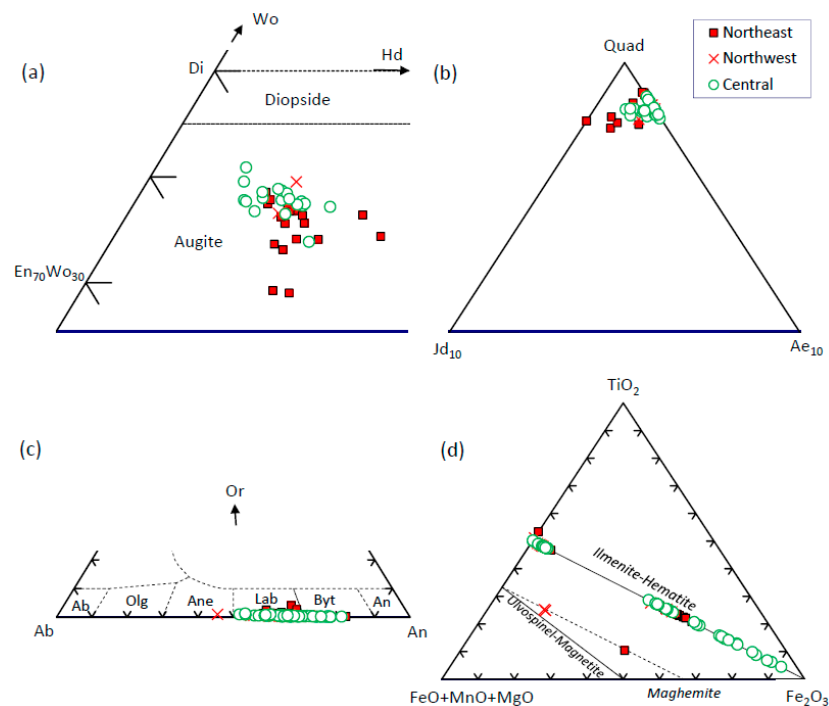 (a)
Wo
Di
Hd
Diopside
Augite
En70Wo30
(b)
Quad
Jd10
Ae10
Northeast
Northwest
Central
(c)
Or
Ab
Olg
Ane
Lab
Byt
An
Ab
An
(d)
TiO2
Ilmenite-Hematite
Ulvospinel-Magnetite
Maghemite
FeO+MnO+MgO
Fe2O3